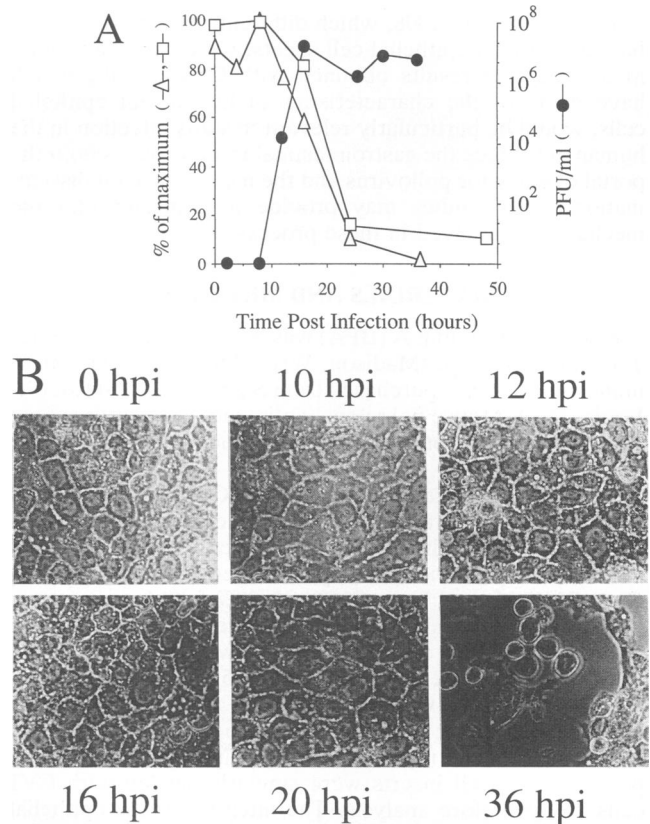 A
% of maximum (–△–,–□–)
100
80
60
40
20
0
10^8
10^6
10^4
10^2
PFU/ml (—●—)
0 10 20 30 40 50
Time Post Infection (hours)
B 0 hpi 10 hpi 12 hpi
16 hpi 20 hpi 36 hpi